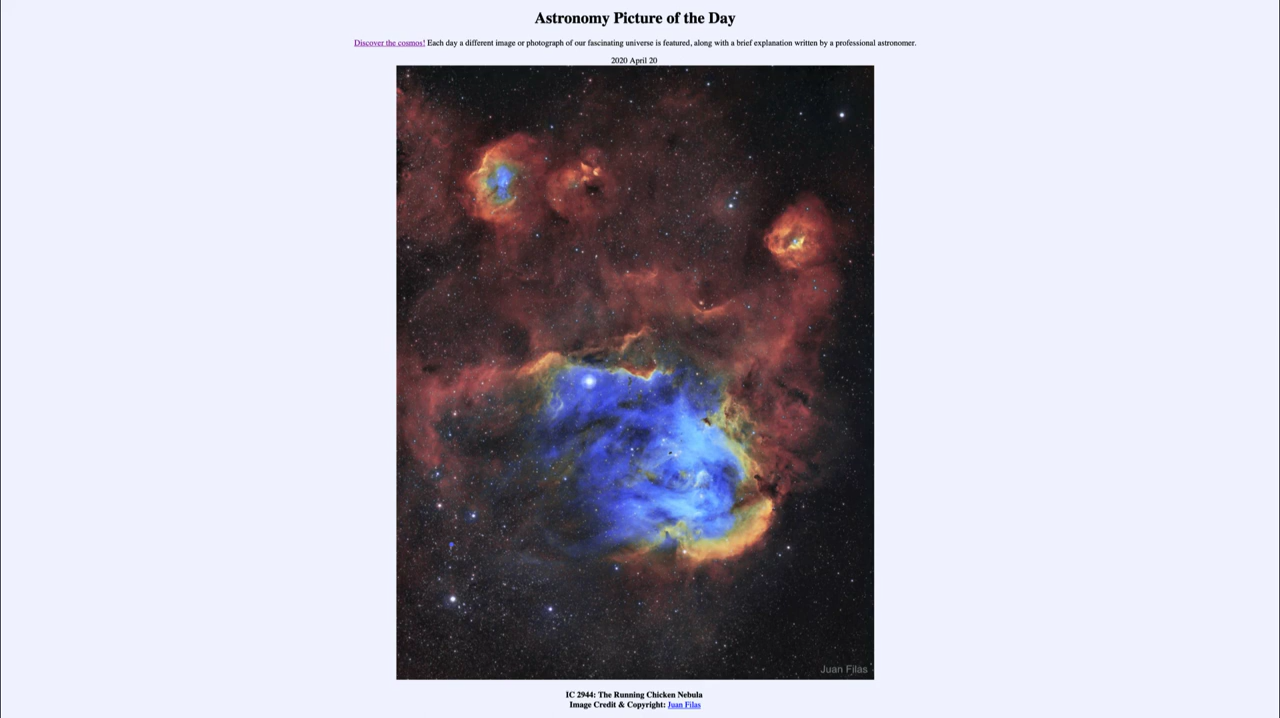 Astronomy Picture of the Day
Discover the cosmos! Each day a different image or photograph of our fascinating universe is featured, along with a brief explanation written by a professional astronomer.
2020 April 20
Juan Filas
IC 2944: The Running Chicken Nebula
Image Credit & Copyright: Juan Filas